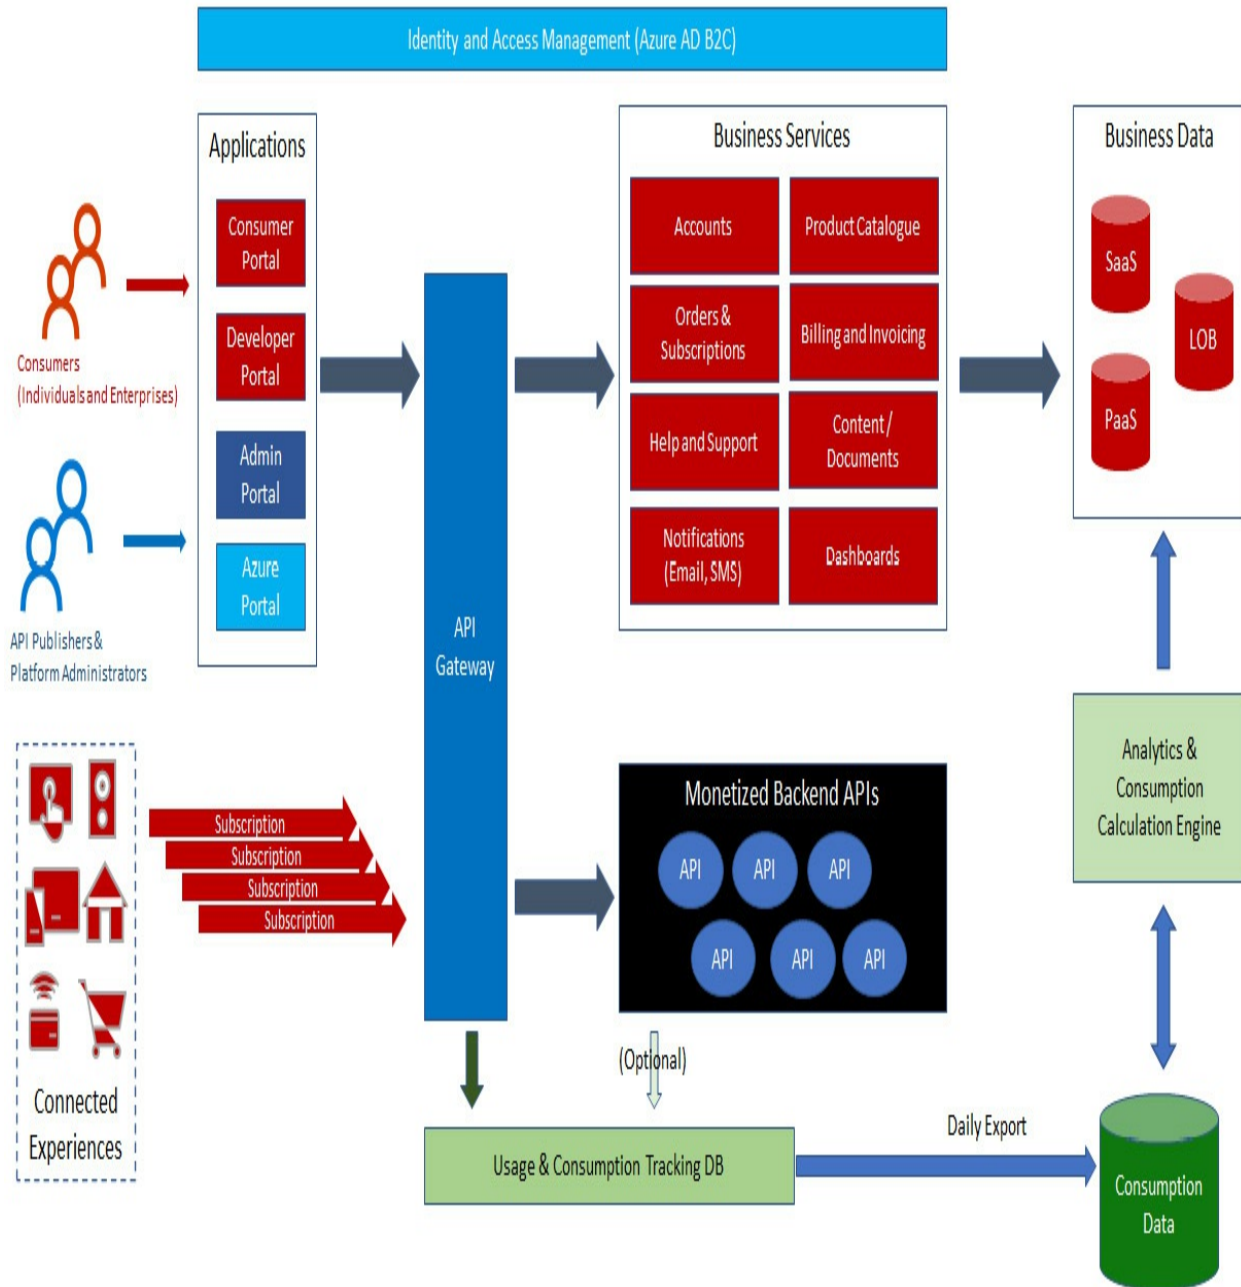 Identity and Access Management (Azure AD B2C)
Applications
Consumer
Portal
Developer
Portal
Admin
Portal
Azure
Portal
Consumers
(Individuals and Enterprises)
API Publishers &
Platform Administrators
API
Gateway
Business Services
Accounts
Product Catalogue
Orders &
Subscriptions
Billing and Invoicing
Help and Support
Content /
Documents
Notifications
(Email, SMS)
Dashboards
Business Data
SaaS
LOB
PaaS
Connected
Experiences
Subscription
Subscription
Subscription
Subscription
Monetized Backend APIs
API
API
API
API
API
API
Analytics &
Consumption
Calculation Engine
(Optional)
Usage & Consumption Tracking DB
Daily Export
Consumption
Data